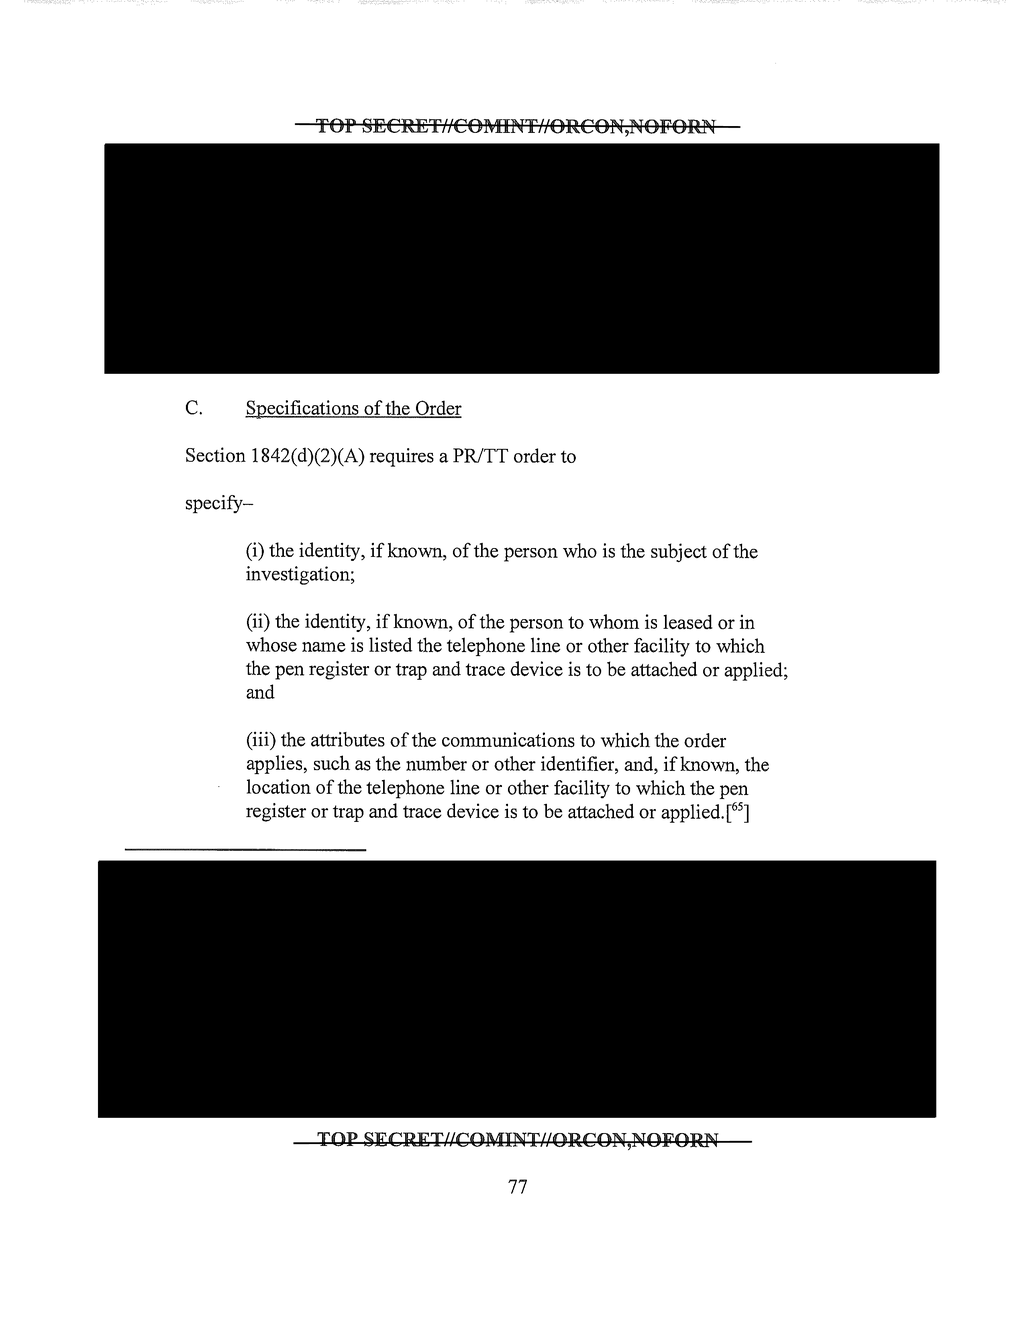 TOP SECRET//COMINT//ORCON,NOFORN
C. Specifications of the Order
Section 1842(d)(2)(A) requires a PR/TT order to
specify–
(i) the identity, if known, of the person who is the subject of the
investigation;
(ii) the identity, if known, of the person to whom is leased or in
whose name is listed the telephone line or other facility to which
the pen register or trap and trace device is to be attached or applied;
and
(iii) the attributes of the communications to which the order
applies, such as the number or other identifier, and, if known, the
location of the telephone line or other facility to which the pen
register or trap and trace device is to be attached or applied.[65]
TOP SECRET//COMINT//ORCON,NOFORN
77